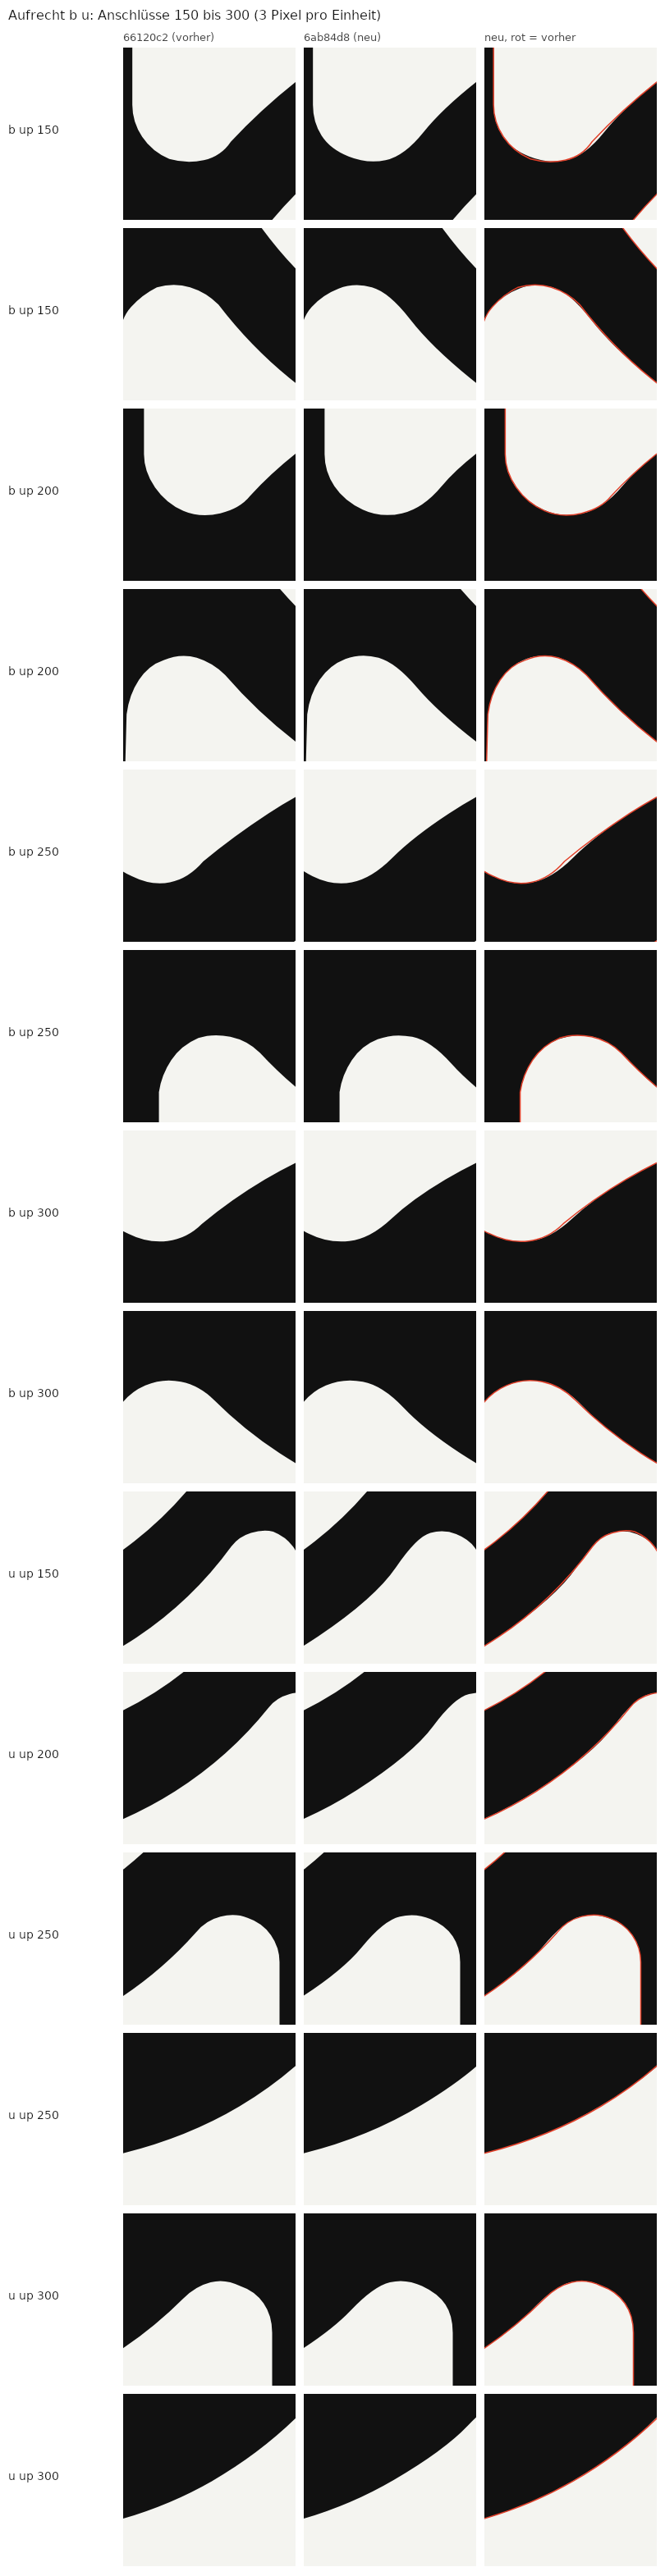 Aufrecht b u: Anschlüsse 150 bis 300 (3 Pixel pro Einheit)
66120c2 (vorher) 6ab84d8 (neu) neu, rot = vorher
b up 150
b up 150
b up 200
b up 200
b up 250
b up 250
b up 300
b up 300
u up 150
u up 200
u up 250
u up 250
u up 300
u up 300